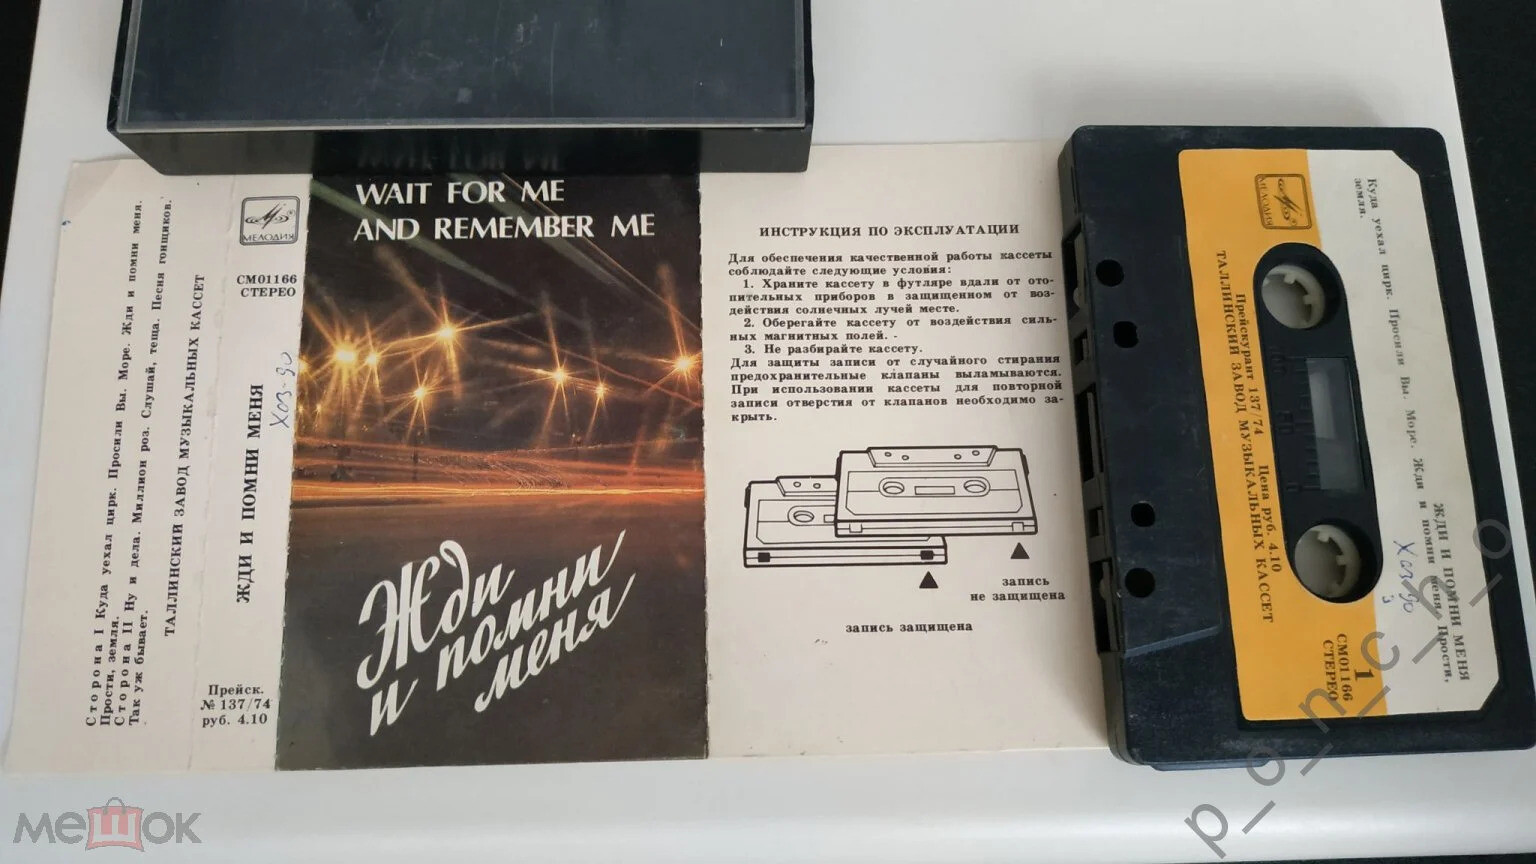 Сторона I Куда уехал цирк. Просили Вы. Море. Жди и помни меня.
Прости, земля.
Сторона II Ну и дела. Миллион роз. Слушай, теща. Песня гонщиков.
Так уж бывает.
ТАЛЛИНСКИЙ ЗАВОД МУЗЫКАЛЬНЫХ КАССЕТ
МЕЛОДИЯ
СМ01166
СТЕРЕО
ЖДИ И ПОМНИ МЕНЯ
Прейск.
№ 137/74
руб. 4.10
WAIT FOR ME
AND REMEMBER ME
Жди
и помни
меня
ИНСТРУКЦИЯ ПО ЭКСПЛУАТАЦИИ
Для обеспечения качественной работы кассеты
соблюдайте следующие условия:
1. Храните кассету в футляре вдали от ото-
пительных приборов в защищенном от воз-
действия солнечных лучей месте.
2. Оберегайте кассету от воздействия силь-
ных магнитных полей.
3. Не разбирайте кассету.
Для защиты записи от случайного стирания
предохранительные клапаны выламываются.
При использовании кассеты для повторной
записи отверстия от клапанов необходимо за-
крыть.
запись
не защищена
запись защищена
ЖДИ И ПОМНИ МЕНЯ
Куда уехал цирк. Просили Вы. Море. Жди и помни меня. Прости,
земля.
МЕЛОДИЯ
1
СМ01166
СТЕРЕО
Прейскурант 137/74 Цена руб. 4.10
ТАЛЛИНСКИЙ ЗАВОД МУЗЫКАЛЬНЫХ КАССЕТ
мешок
p_o_n_c_h_o